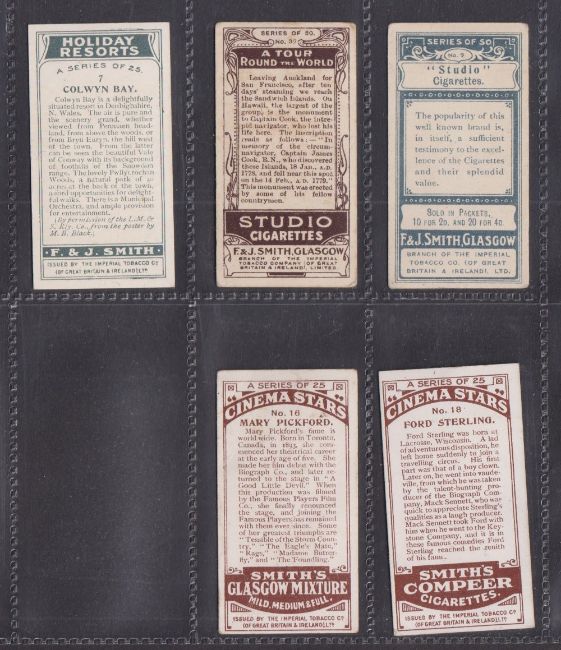 HOLIDAY
RESORTS
A SERIES OF 25.
7
COLWYN BAY.
Colwyn Bay is a delightfully
situated resort in Denbighshire,
N. Wales. The air is pure
and the scenery grand, whether
viewed from Penmaen head-
land, from above the woods, or
from Bryn Euryn, the hill west
of the town. From the latter
can be seen the beautiful Vale
of Conway with its background
of foothills of the Snowdon
range. The lovely Pwllycrochan
Woods, a natural park of
acres at the back of the town,
afford opportunities for delight-
ful walks. There is a Municipal
Orchestra, and ample provision
for entertainment.
(By permission of the L.M. &
S. Rly. Co., from the poster by
M. B. Black.)
F. & J. SMITH.
ISSUED BY THE IMPERIAL TOBACCO CO
(OF GREAT BRITAIN & IRELAND), LTD
SERIES OF 50.
No.
A TOUR
ROUND THE WORLD
Leaving Auckland for
San Francisco, after ten
days' steaming we reach
the Sandwich Islands. On
Hawaii, the largest of the
group, is the monument
to Captain Cook, the intre-
pid navigator, who lost his
life here. The inscription
reads as follows:—"In
memory of the circum-
navigator, Captain James
Cook, R.N., who discovered
these Islands, 18 Jan., A.D.
1778, and fell near this spot
on the 14 Feb., A.D. 1779."
This monument was erected
by some of his fellow
countrymen.
STUDIO
CIGARETTES
F. & J. SMITH, GLASGOW
BRANCH OF THE IMPERIAL
TOBACCO COMPANY (OF GREAT
BRITAIN & IRELAND), LIMITED
SERIES OF 50
No.
"Studio"
Cigarettes.
The popularity of
this well known brand is,
in itself, a sufficient
testimony to the excel-
lence of the Cigarettes
and their splendid
value.
SOLD IN PACKETS,
10 FOR 2D. AND 20 FOR 4D.
F. & J. SMITH, GLASGOW
BRANCH OF THE IMPERIAL
TOBACCO CO. (OF GREAT
BRITAIN & IRELAND), LTD.
A SERIES OF 25
"CINEMA STARS"
No. 16
MARY PICKFORD.
Mary Pickford's fame is
world wide. Born in Toronto,
Canada, in 1893, she com-
menced her theatrical career
at the early age of five. She
made her film debut with the
Biograph Co., and later re-
turned to the stage in "A
Good Little Devil." When
this production was filmed
by the Famous Players Film
Co., she finally renounced
the stage, and joining the
Famous Players has remained
with them ever since. Some
of her greatest triumphs are
"Tessibel of the Storm Coun-
try," "The Eagle's Mate,"
"Rags," "Madame Butter-
fly," and "The Foundling."
SMITH'S
GLASGOW MIXTURE
MILD, MEDIUM & FULL.
ISSUED BY THE IMPERIAL TOBACCO CO
(OF GREAT BRITAIN & IRELAND), LTD
A SERIES OF 25
"CINEMA STARS"
No. 18
FORD STERLING.
Ford Sterling was born at
Lacrosse, Wisconsin. A lad
of adventurous disposition, he
left home suddenly to join a
travelling circus. His first
part was that of a boy clown.
Later on, he went into vaude-
ville, from which he was taken
by the talent-hunting pro-
ducer of the Biograph Com-
pany, Mack Sennett, who was
quick to appreciate Sterling's
qualities as a laugh producer.
Mack Sennett took Ford with
him when he went to the Key-
stone Company, and it is in
these famous comedies Ford
Sterling reached the zenith
of his fame.
SMITH'S
COMPEER
CIGARETTES.
ISSUED BY THE IMPERIAL TOBACCO CO
(OF GREAT BRITAIN & IRELAND), LTD